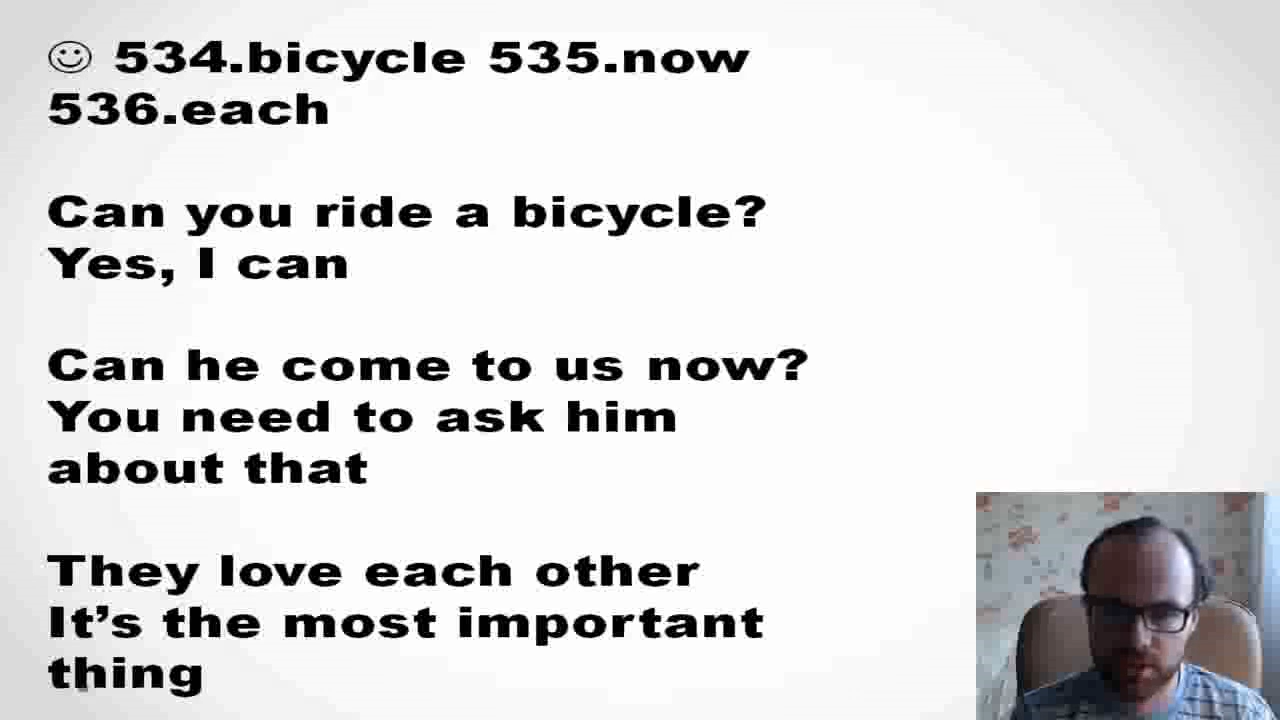 ☺ 534.bicycle 535.now
536.each
Can you ride a bicycle?
Yes, I can
Can he come to us now?
You need to ask him
about that
They love each other
It’s the most important
thing